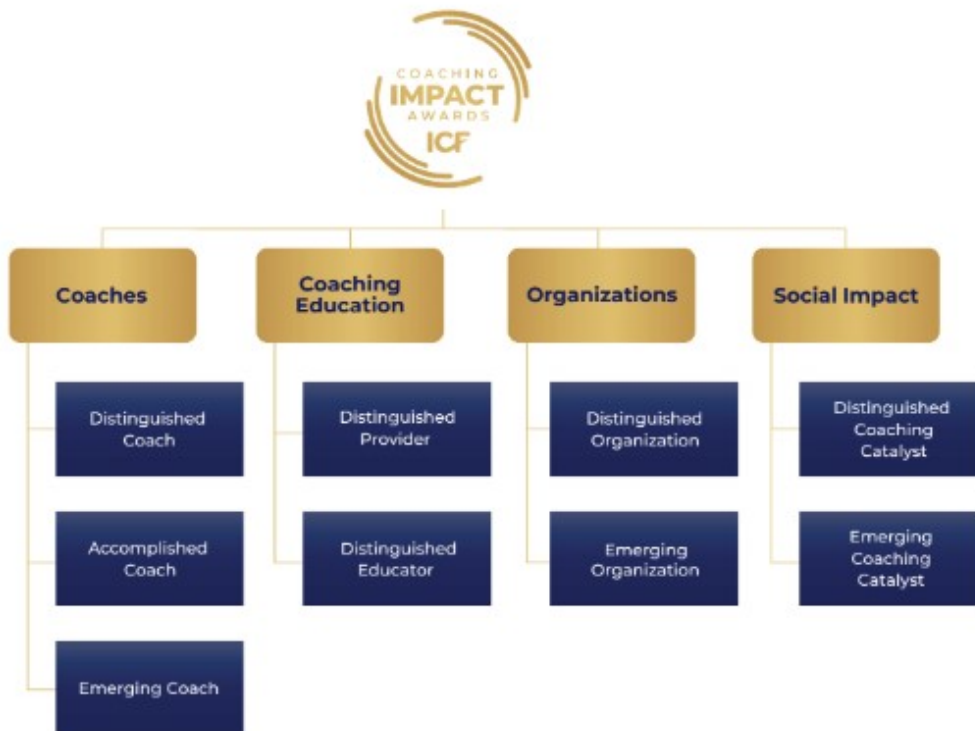 COACHING
IMPACT
AWARDS
ICF
Coaches
Coaching
Education
Organizations
Social Impact
Distinguished
Coach
Distinguished
Provider
Distinguished
Organization
Distinguished
Coaching
Catalyst
Accomplished
Coach
Distinguished
Educator
Emerging
Organization
Emerging
Coaching
Catalyst
Emerging Coach